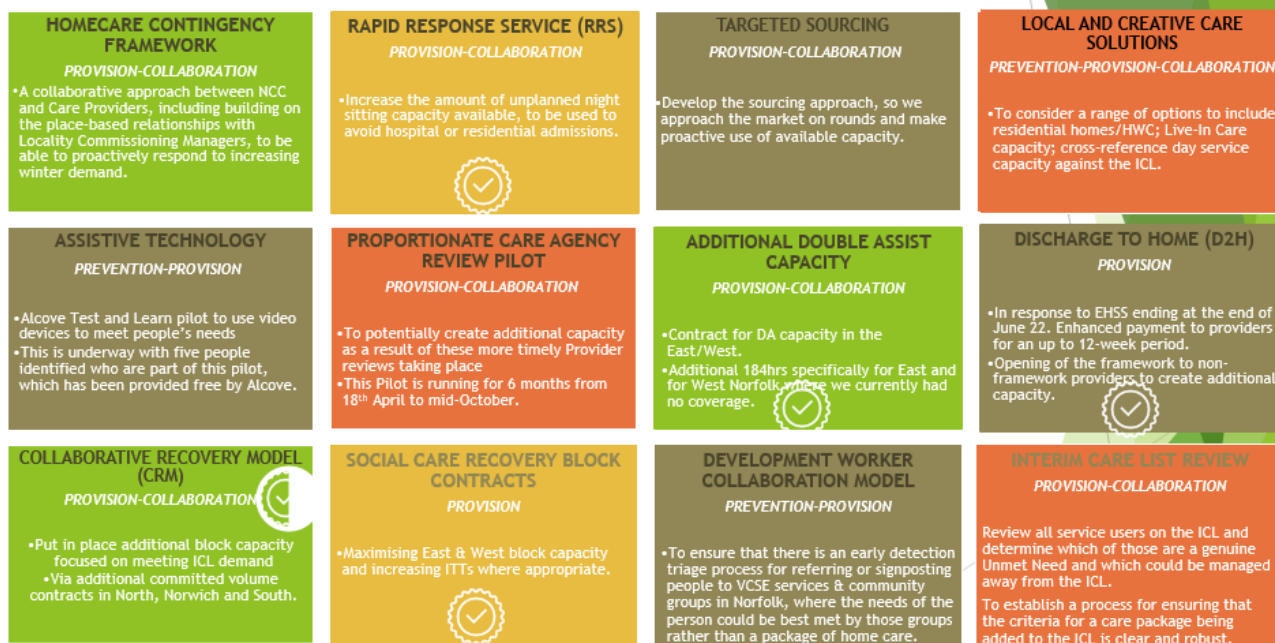 HOMECARE CONTINGENCY
FRAMEWORK
PROVISION-COLLABORATION
•A collaborative approach between NCC
and Care Providers, including building on
the place-based relationships with
Locality Commissioning Managers, to be
able to proactively respond to increasing
winter demand.
RAPID RESPONSE SERVICE (RRS)
PROVISION-COLLABORATION
•Increase the amount of unplanned night
sitting capacity available, to be used to
avoid hospital or residential admissions.
TARGETED SOURCING
PROVISION-COLLABORATION
•Develop the sourcing approach, so we
approach the market on rounds and make
proactive use of available capacity.
LOCAL AND CREATIVE CARE
SOLUTIONS
PREVENTION-PROVISION-COLLABORATION
•To consider a range of options to include
residential homes/HWC; Live-In Care
capacity; cross-reference day service
capacity against the ICL.
ASSISTIVE TECHNOLOGY
PREVENTION-PROVISION
•Alcove Test and Learn pilot to use video
devices to meet people's needs
•This is underway with five people
identified who are part of this pilot,
which has been provided free by Alcove.
PROPORTIONATE CARE AGENCY
REVIEW PILOT
PROVISION-COLLABORATION
•To potentially create additional capacity
as a result of these more timely Provider
reviews taking place
•This Pilot is running for 6 months from
18th April to mid-October.
ADDITIONAL DOUBLE ASSIST
CAPACITY
PROVISION-COLLABORATION
•Contract for DA capacity in the
East/West.
•Additional 184hrs specifically for East and
for West Norfolk where we currently had
no coverage.
DISCHARGE TO HOME (D2H)
PROVISION
•In response to EHSS ending at the end of
June 22. Enhanced payment to providers
for an up to 12-week period.
•Opening of the framework to non-
framework providers to create additional
capacity.
COLLABORATIVE RECOVERY MODEL
(CRM)
PROVISION-COLLABORATION
•Put in place additional block capacity
focused on meeting ICL demand
•Via additional committed volume
contracts in North, Norwich and South.
SOCIAL CARE RECOVERY BLOCK
CONTRACTS
PROVISION
•Maximising East & West block capacity
and increasing ITTs where appropriate.
DEVELOPMENT WORKER
COLLABORATION MODEL
PREVENTION-PROVISION
•To ensure that there is an early detection
triage process for referring or signposting
people to VCSE services & community
groups in Norfolk, where the needs of the
person could be best met by those groups
rather than a package of home care.
INTERIM CARE LIST REVIEW
PROVISION-COLLABORATION
Review all service users on the ICL and
determine which of those are a genuine
Unmet Need and which could be managed
away from the ICL.
To establish a process for ensuring that
the criteria for a care package being
added to the ICL is clear and robust.